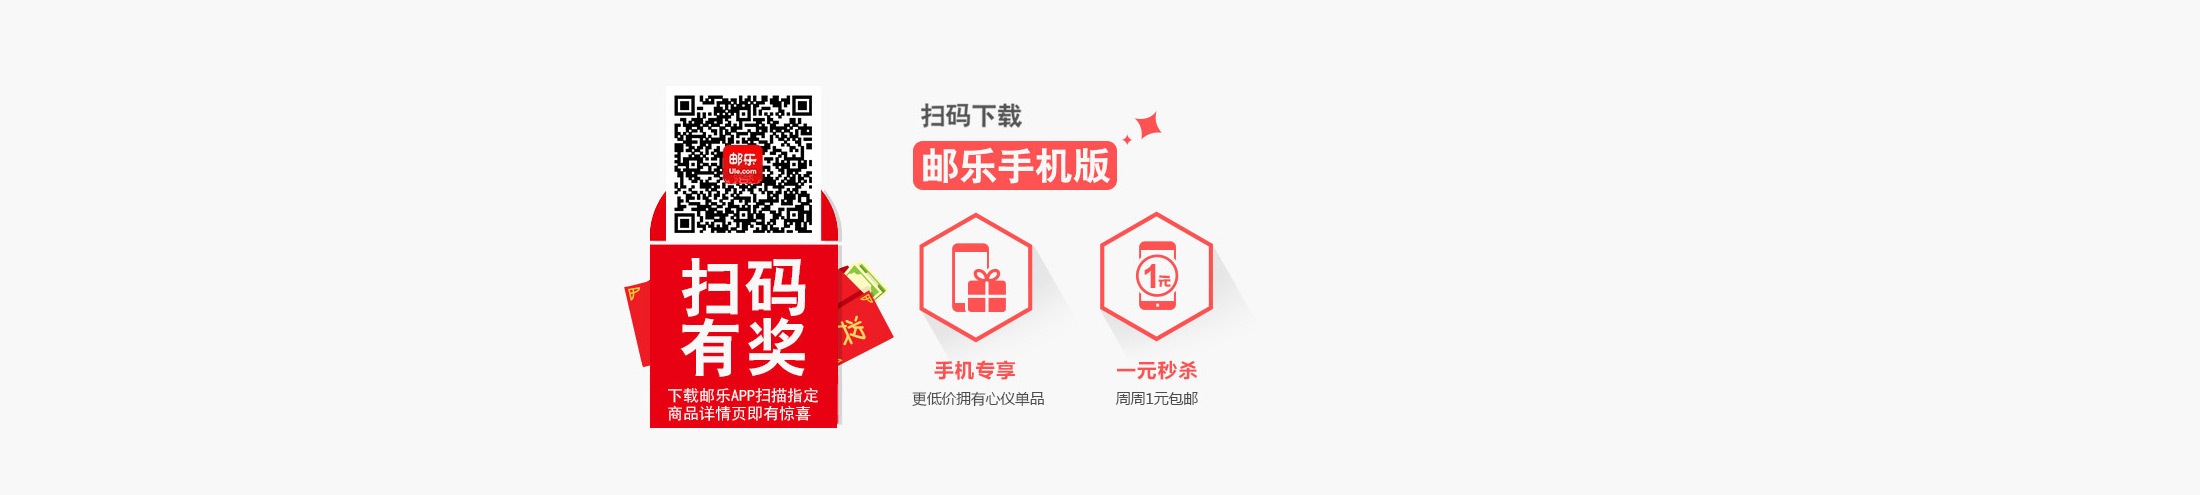 邮乐
Ule.com
扫码
有奖
下载邮乐APP扫描指定
商品详情页即有惊喜
扫码下载
邮乐手机版
1元
手机专享
更低价拥有心仪单品
一元秒杀
周周1元包邮